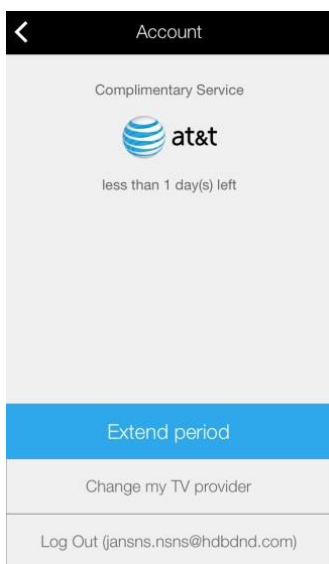 Account
Complimentary Service
at&t
less than 1 day(s) left
Extend period
Change my TV provider
Log Out (jansns.nsns@hdbdnd.com)